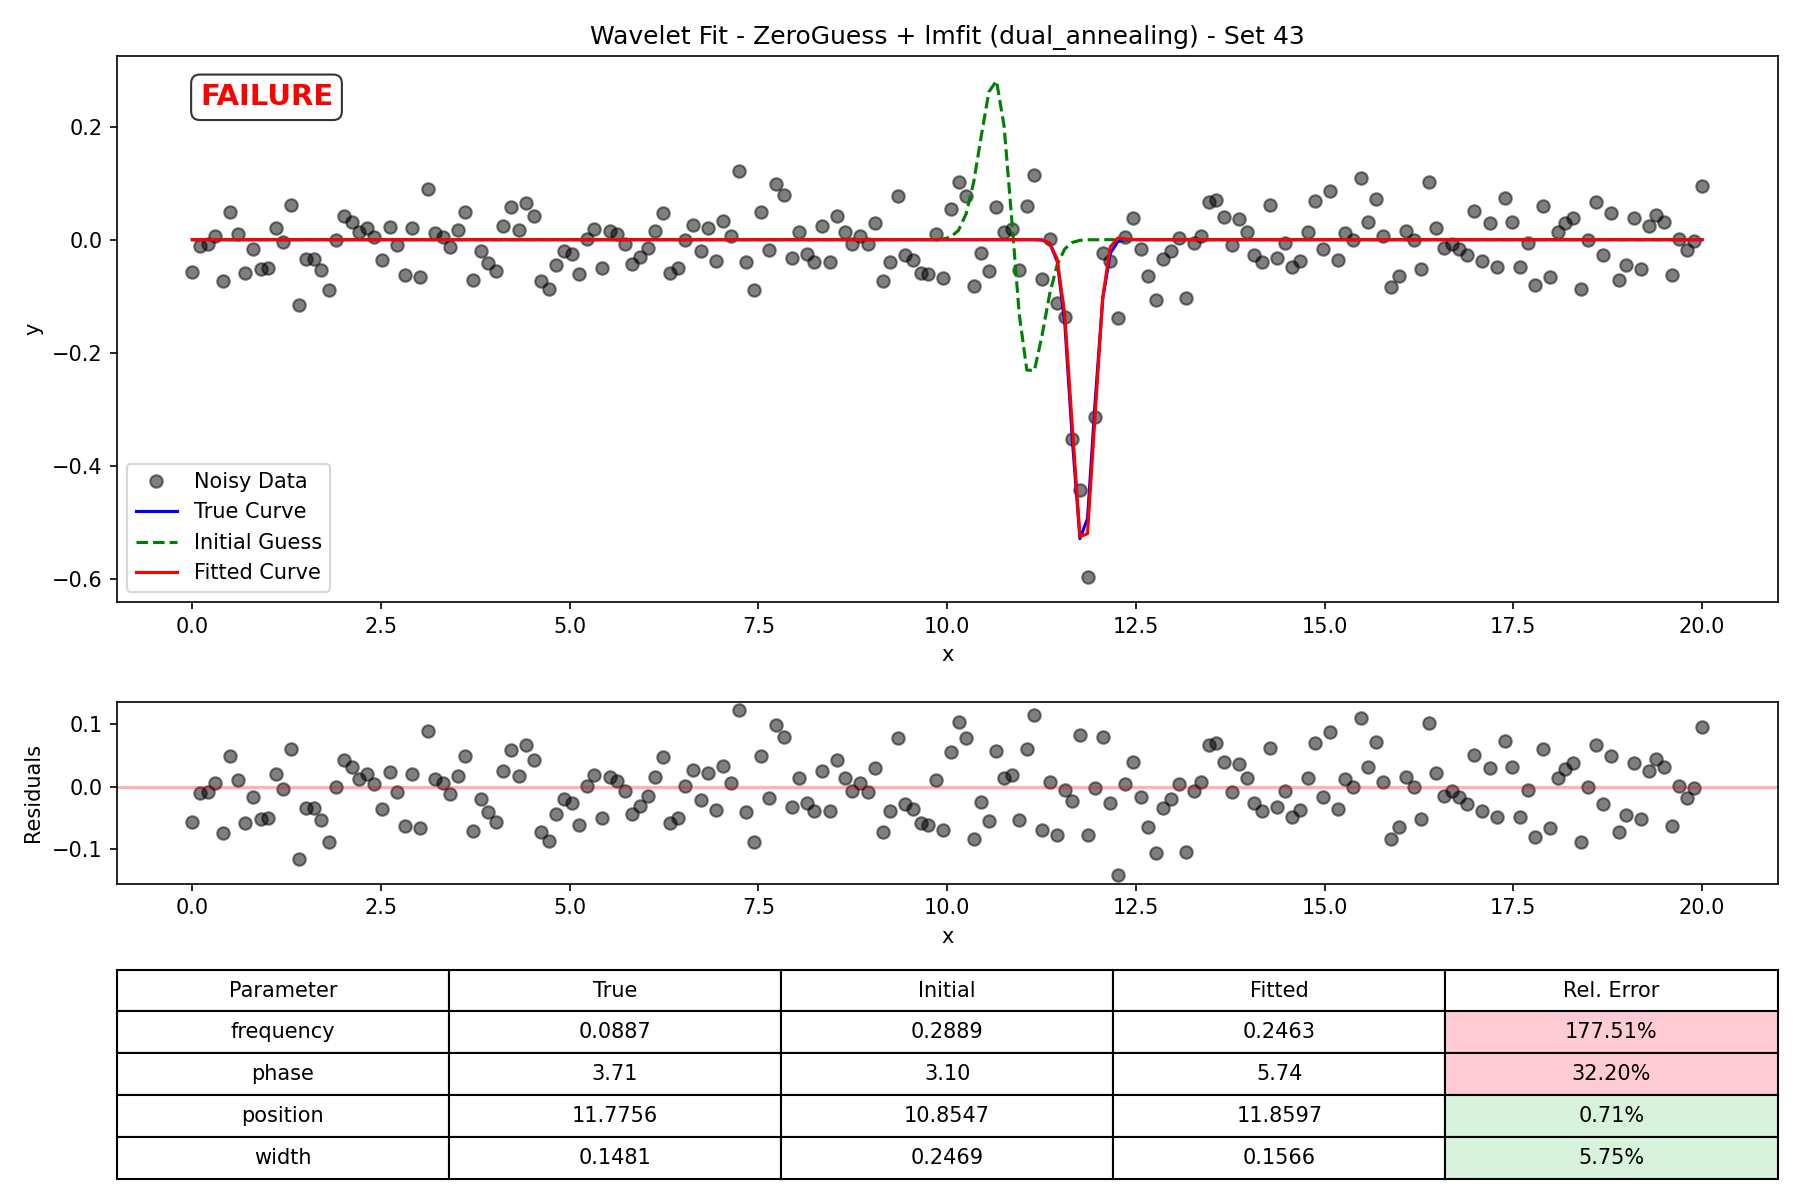 Wavelet Fit - ZeroGuess + lmfit (dual_annealing) - Set 43
FAILURE
0.2
0.0
−0.2
−0.4
−0.6
y
Noisy Data
True Curve
Initial Guess
Fitted Curve
0.0 2.5 5.0 7.5 10.0 12.5 15.0 17.5 20.0
x
0.1
0.0
−0.1
Residuals
0.0 2.5 5.0 7.5 10.0 12.5 15.0 17.5 20.0
x
Parameter True Initial Fitted Rel. Error
frequency 0.0887 0.2889 0.2463 177.51%
phase 3.71 3.10 5.74 32.20%
position 11.7756 10.8547 11.8597 0.71%
width 0.1481 0.2469 0.1566 5.75%